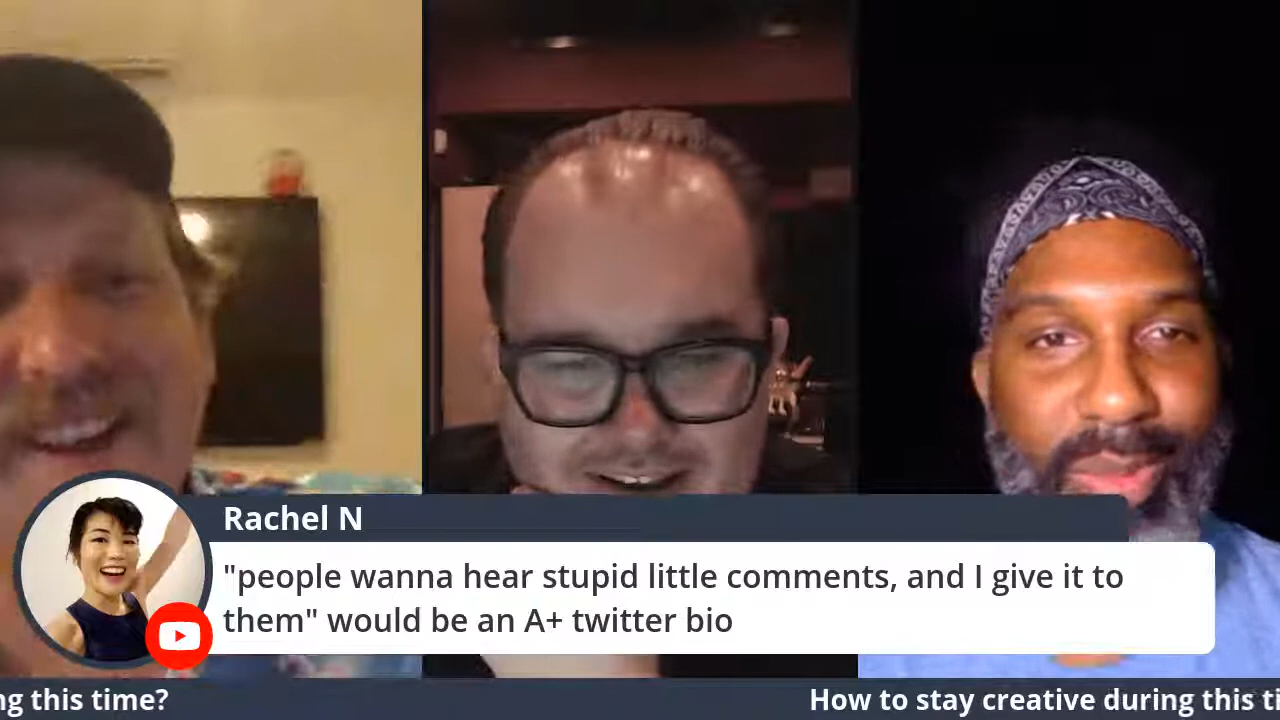 Rachel N
"people wanna hear stupid little comments, and I give it to
them" would be an A+ twitter bio
ng this time?
How to stay creative during this ti